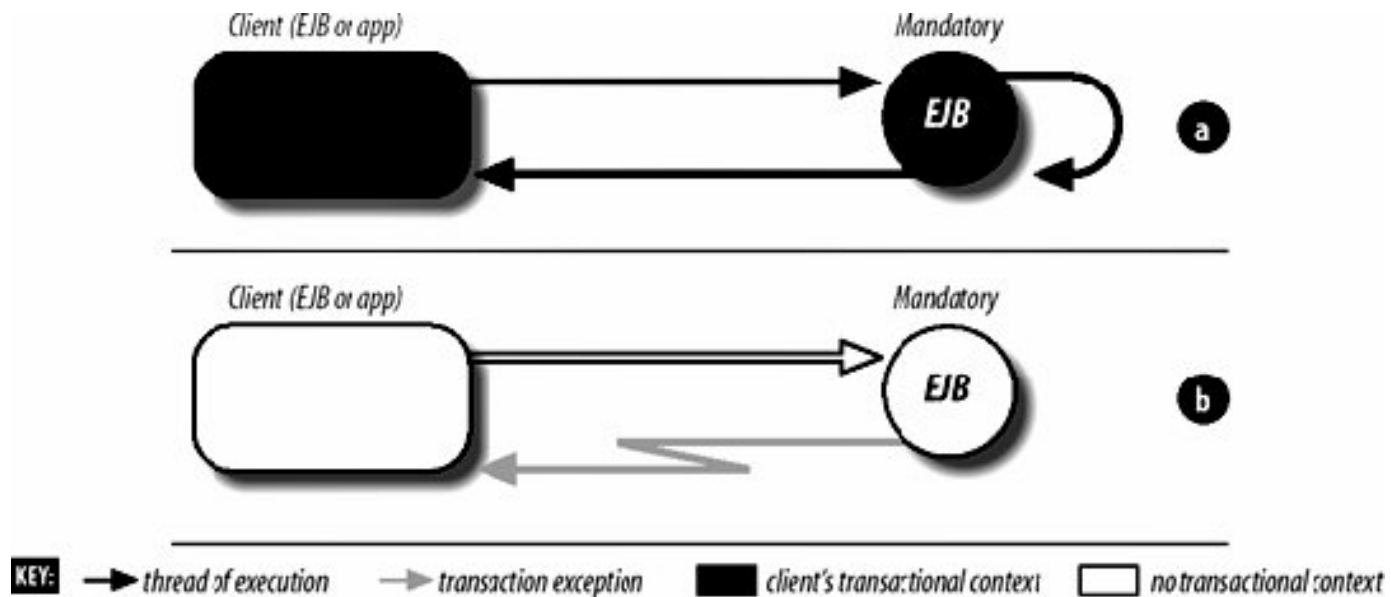 Client (EJB or app) Mandatory
EJB
a
Client (EJB or app) Mandatory
EJB
b
KEY: thread of execution transaction exception client's transactional context no transactional context